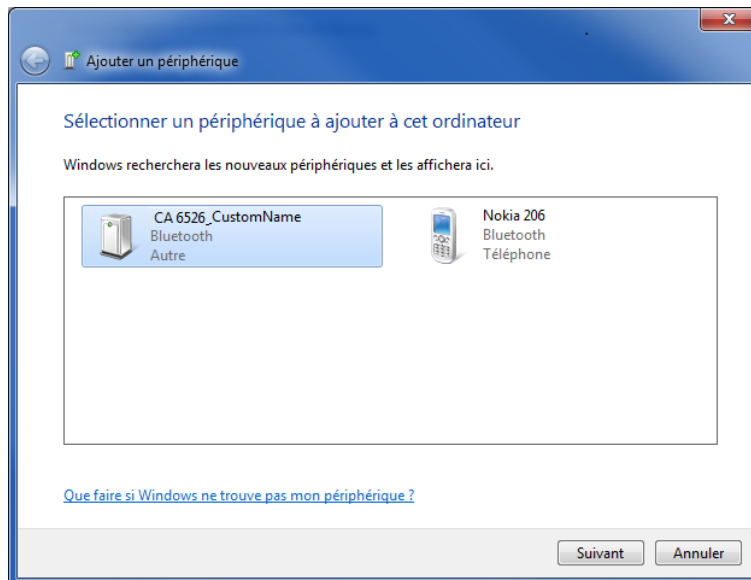 Ajouter un périphérique
Sélectionner un périphérique à ajouter à cet ordinateur
Windows recherchera les nouveaux périphériques et les affichera ici.
CA 6526_CustomName
Bluetooth
Autre
Nokia 206
Bluetooth
Téléphone
Que faire si Windows ne trouve pas mon périphérique ?
Suivant
Annuler